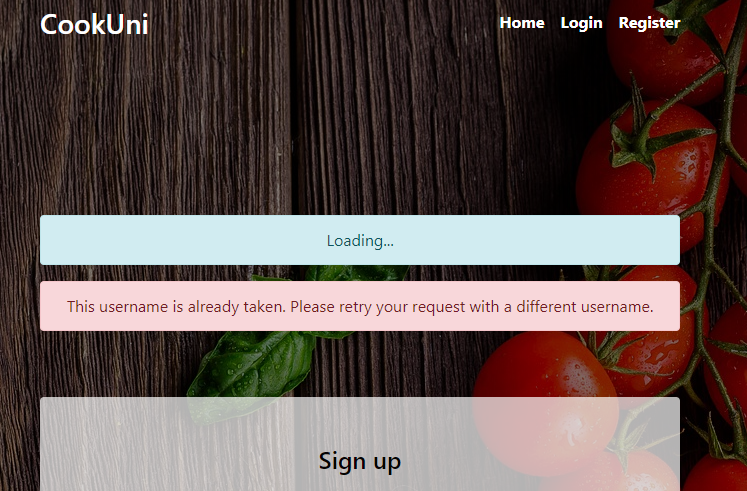 CookUni
Home Login Register
Loading...
This username is already taken. Please retry your request with a different username.
Sign up